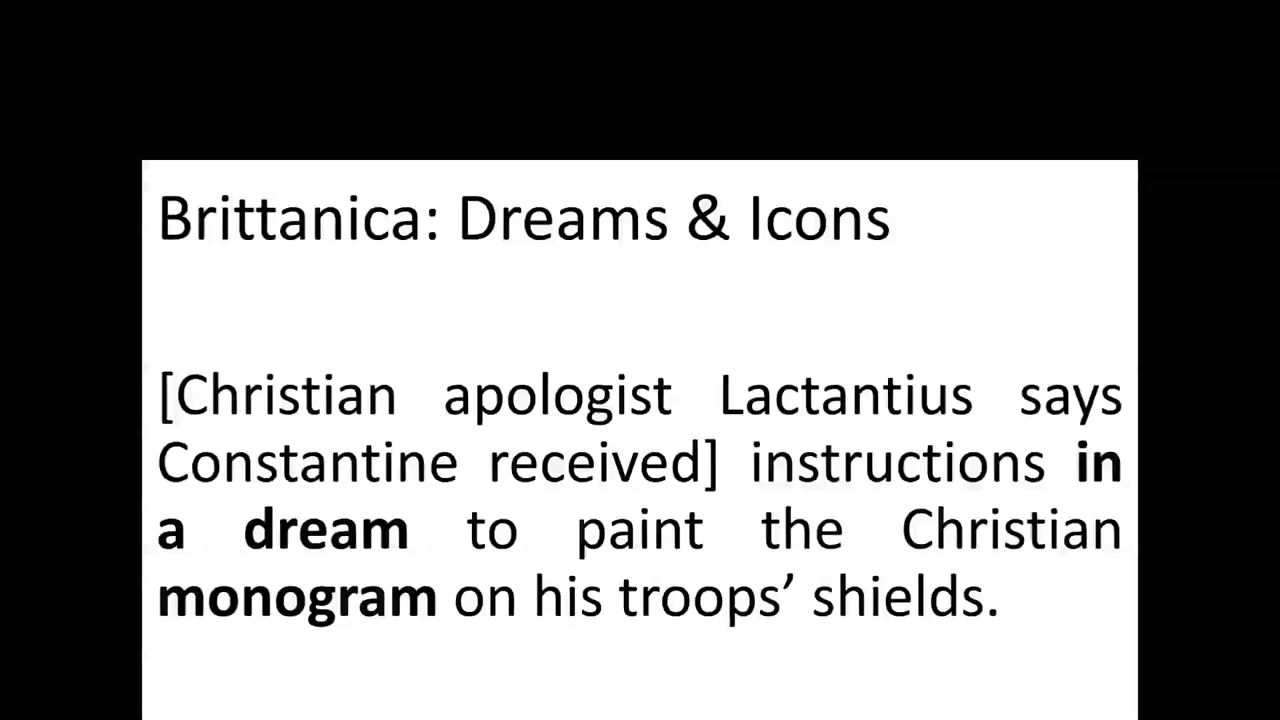 Brittanica: Dreams & Icons
[Christian apologist Lactantius says
Constantine received] instructions in
a dream to paint the Christian
monogram on his troops’ shields.